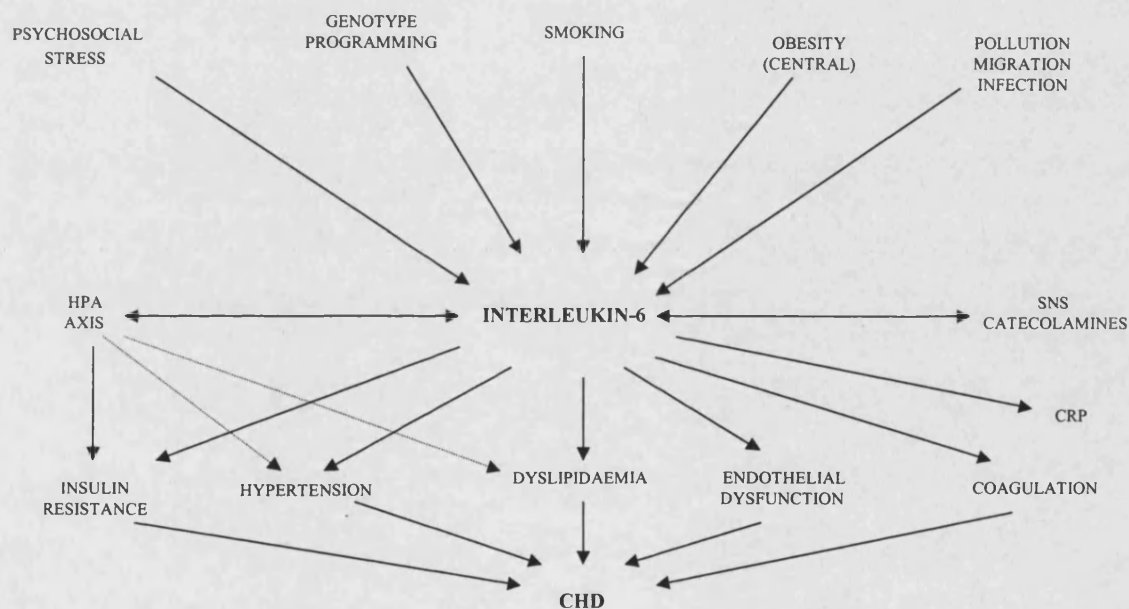 PSYCHOSOCIAL
STRESS
GENOTYPE
PROGRAMMING
SMOKING
OBESITY
(CENTRAL)
POLLUTION
MIGRATION
INFECTION
HPA
AXIS
INTERLEUKIN-6
SNS
CATECOLAMINES
CRP
INSULIN
RESISTANCE
HYPERTENSION
DYSLIPIDAEMIA
ENDOTHELIAL
DYSFUNCTION
COAGULATION
CHD